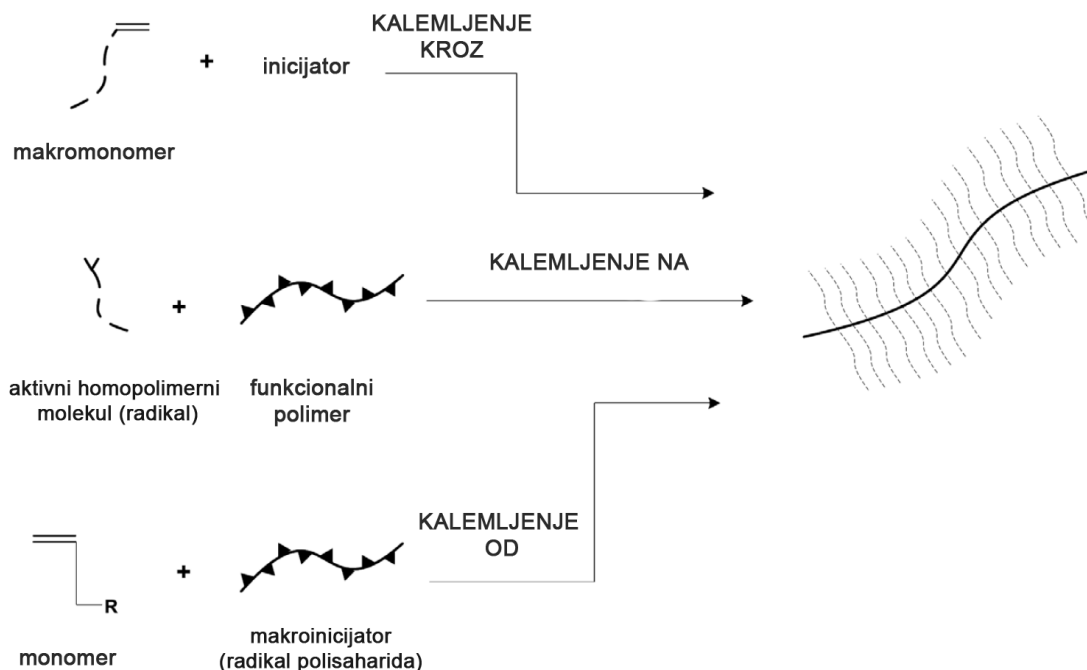 KALEMLJENJE
KROZ
+
inicijator
makromonomer
KALEMLJENJE NA
+
aktivni homopolimerni
molekul (radikal)
funkcionalni
polimer
KALEMLJENJE
OD
+
R
monomer
makroinicijator
(radikal polisaharida)